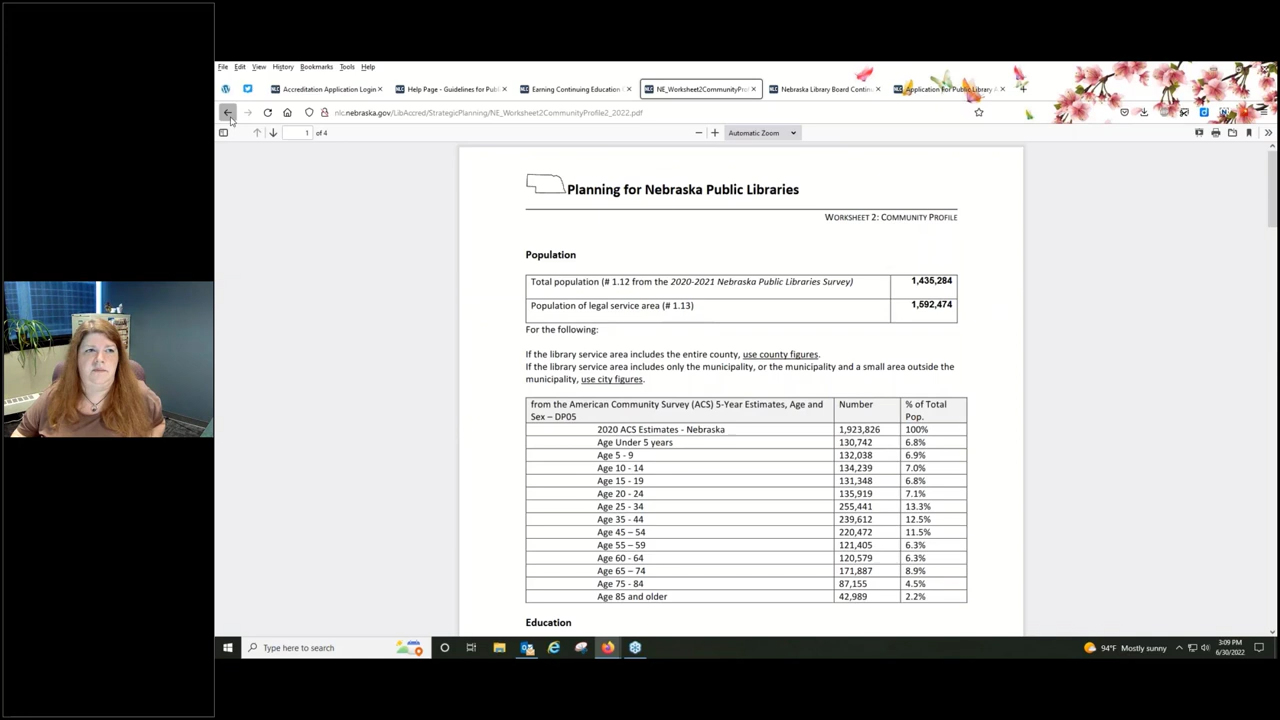 File Edit View History Bookmarks Tools Help
Accreditation Application Login
Help Page - Guidelines for Publ
Earning Continuing Education
NE_Worksheet2CommunityProf
Nebraska Library Board Contin
Application For Public Library A
nlc.nebraska.gov/LibAccred/StrategicPlanning/NE_Worksheet2CommunityProfile2_2022.pdf
1 of 4 Automatic Zoom
Planning for Nebraska Public Libraries
WORKSHEET 2: COMMUNITY PROFILE
Population
Total population (# 1.12 from the 2020-2021 Nebraska Public Libraries Survey) 1,435,284
Population of legal service area (# 1.13) 1,592,474
For the following:
If the library service area includes the entire county, use county figures.
If the library service area includes only the municipality, or the municipality and a small area outside the
municipality, use city figures.
from the American Community Survey (ACS) 5-Year Estimates, Age and Number % of Total
Sex – DP05 Pop.
2020 ACS Estimates - Nebraska 1,923,826 100%
Age Under 5 years 130,742 6.8%
Age 5 - 9 132,038 6.9%
Age 10 - 14 134,239 7.0%
Age 15 - 19 131,348 6.8%
Age 20 - 24 135,919 7.1%
Age 25 - 34 255,441 13.3%
Age 35 - 44 239,612 12.5%
Age 45 – 54 220,472 11.5%
Age 55 – 59 121,405 6.3%
Age 60 - 64 120,579 6.3%
Age 65 – 74 171,887 8.9%
Age 75 - 84 87,155 4.5%
Age 85 and older 42,989 2.2%
Education
Type here to search
94°F Mostly sunny
3:09 PM
6/30/2022